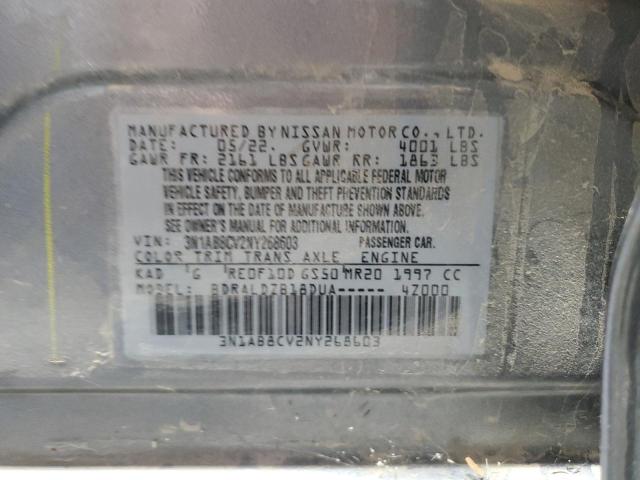 MANUFACTURED BY NISSAN MOTOR CO., LTD.
DATE: 05/22. GVWR: 4001 LBS
GAWR FR: 2161 LBS GAWR RR: 1863 LBS
THIS VEHICLE CONFORMS TO ALL APPLICABLE FEDERAL MOTOR
VEHICLE SAFETY, BUMPER AND THEFT PREVENTION STANDARDS
IN EFFECT ON THE DATE OF MANUFACTURE SHOWN ABOVE.
SEE OWNER'S MANUAL FOR ADDITIONAL INFORMATION.
VIN: 3N1AB8CV2NY268603 PASSENGER CAR.
COLOR TRIM TRANS AXLE ENGINE
KAD G RE0F10D GS50 MR20 1997 CC
MODEL: BDRALDZB18DUA----- 4Z000
3N1AB8CV2NY268603